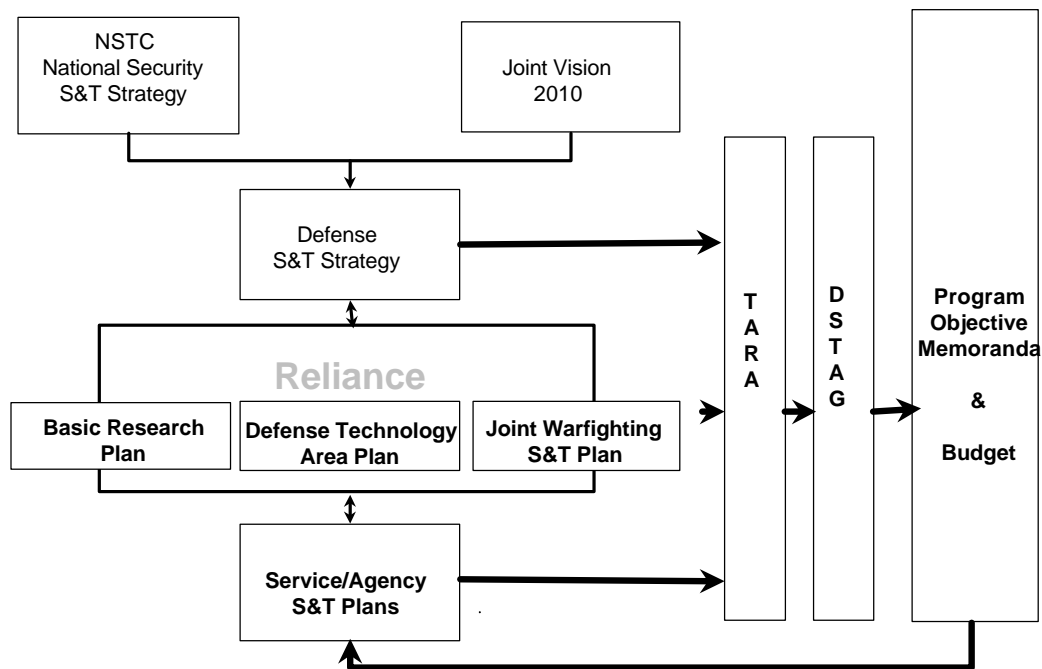 NSTC
National Security
S&T Strategy
Joint Vision
2010
Defense
S&T Strategy
Reliance
Basic Research
Plan
Defense Technology
Area Plan
Joint Warfighting
S&T Plan
Service/Agency
S&T Plans
T
A
R
A
D
S
T
A
G
Program
Objective
Memoranda
&
Budget